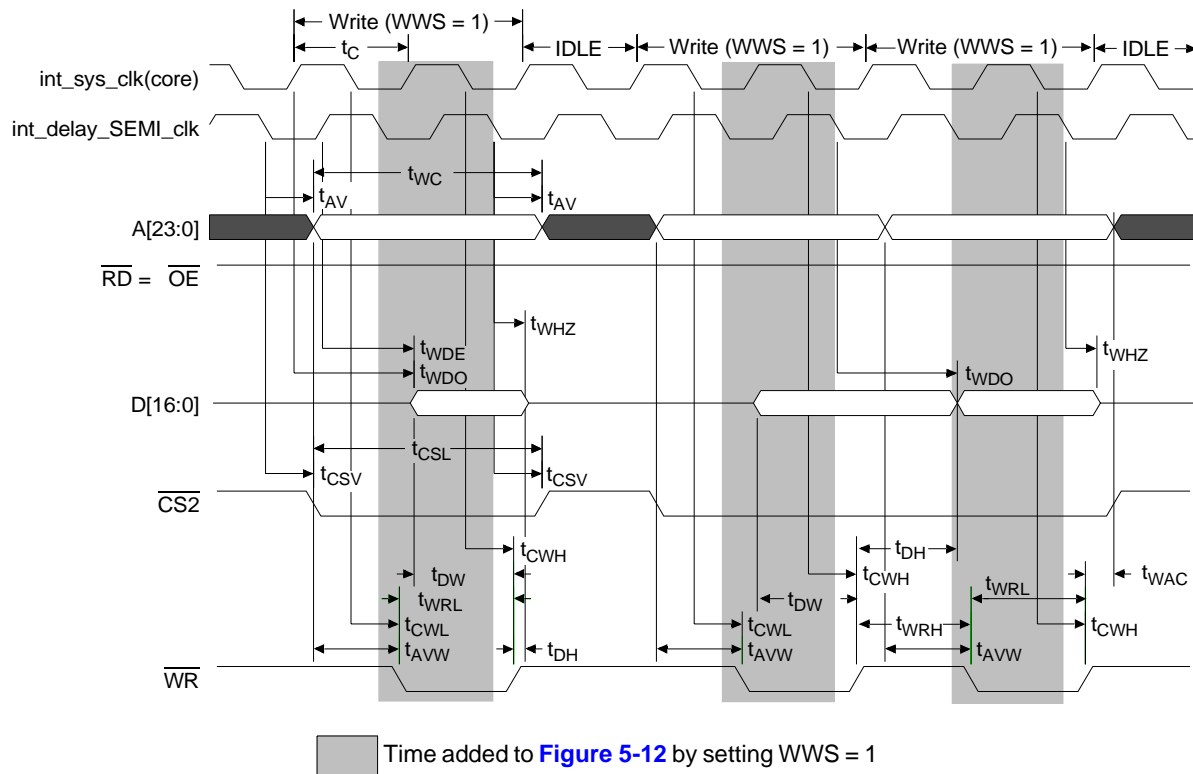 Write (WWS = 1)
tC
IDLE
Write (WWS = 1)
Write (WWS = 1)
IDLE
int_sys_clk(core)
int_delay_SEMI_clk
tWC
tAV
tAV
A[23:0]
RD = OE
tWHZ
tWDE
tWHZ
tWDO
tWDO
D[16:0]
tCSL
tCSV
tCSV
CS2
tCWH
tDH
tDW
tCWH
tWAC
tWRL
tDW
tWRL
tCWL
tCWL
tWRH
tCWH
tAVW
tDH
tAVW
tAVW
WR
Time added to Figure 5-12 by setting WWS = 1